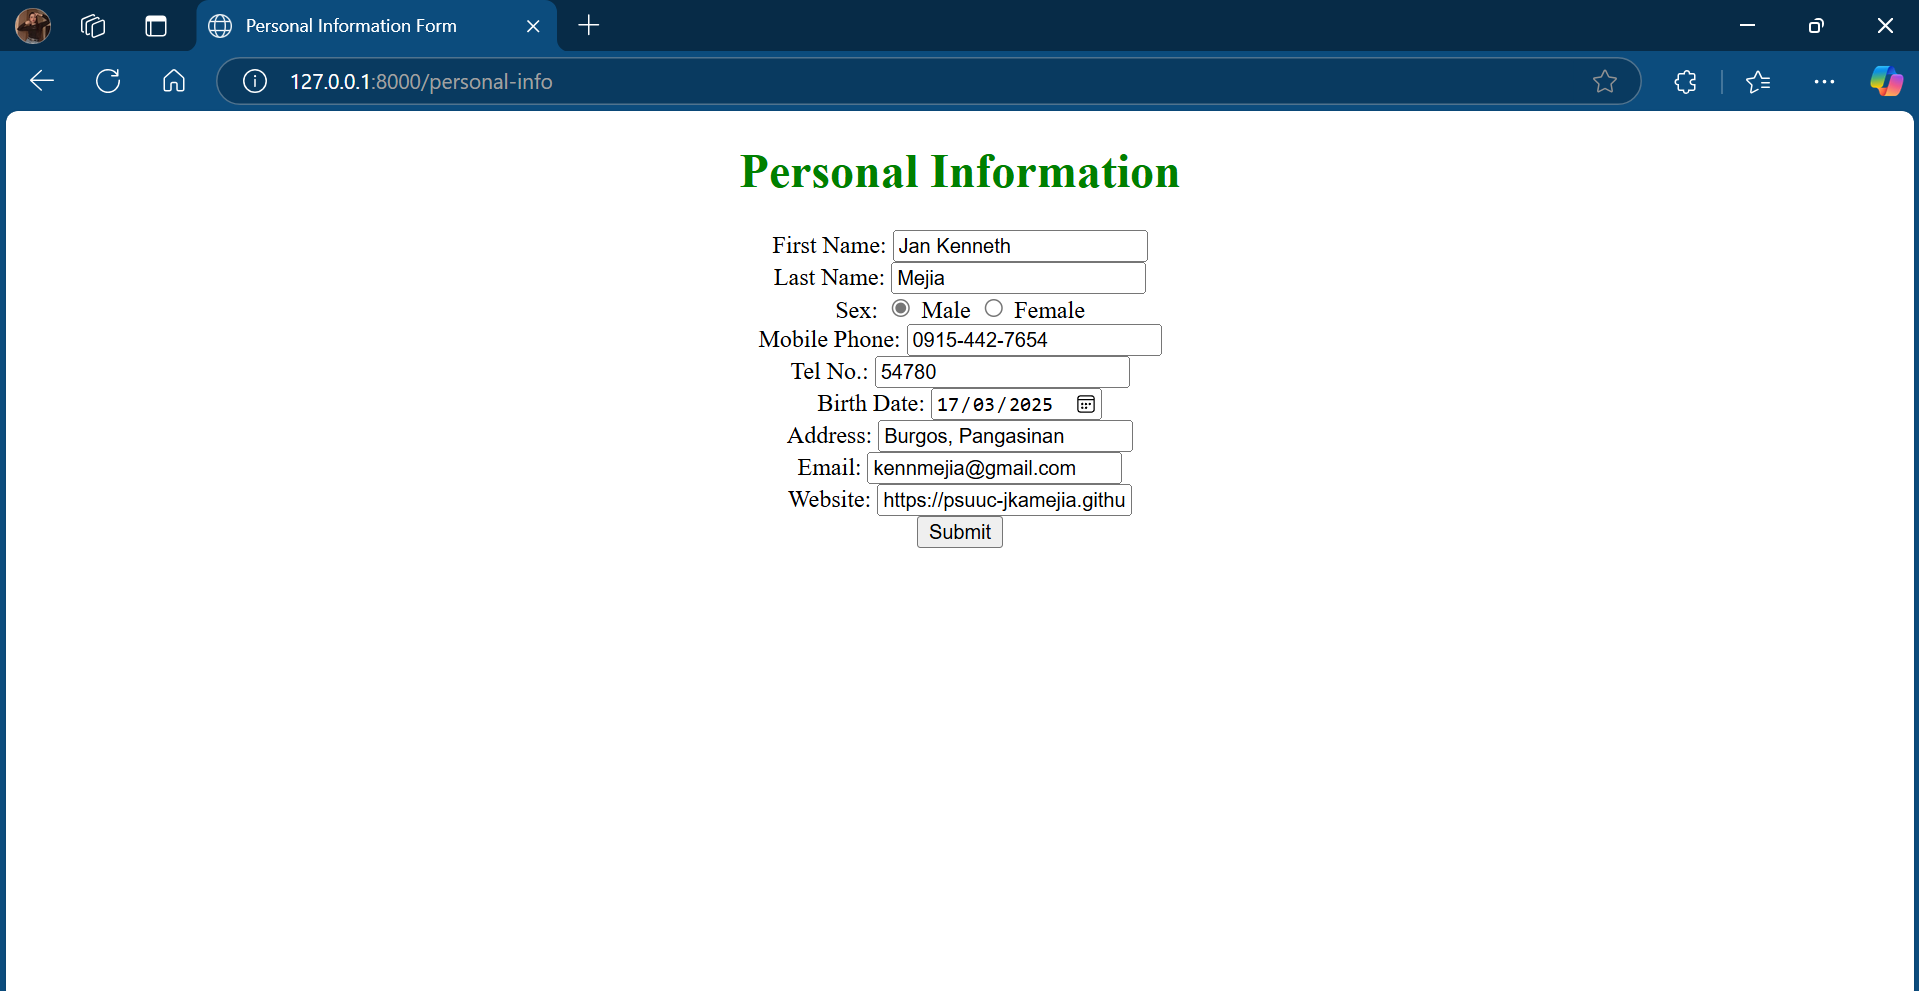 Personal Information Form
127.0.0.1:8000/personal-info
Personal Information
First Name: Jan Kenneth
Last Name: Mejia
Sex: Male Female
Mobile Phone: 0915-442-7654
Tel No.: 54780
Birth Date: 17/03/2025
Address: Burgos, Pangasinan
Email: kennmejia@gmail.com
Website: https://psuuc-jkamejia.githu
Submit